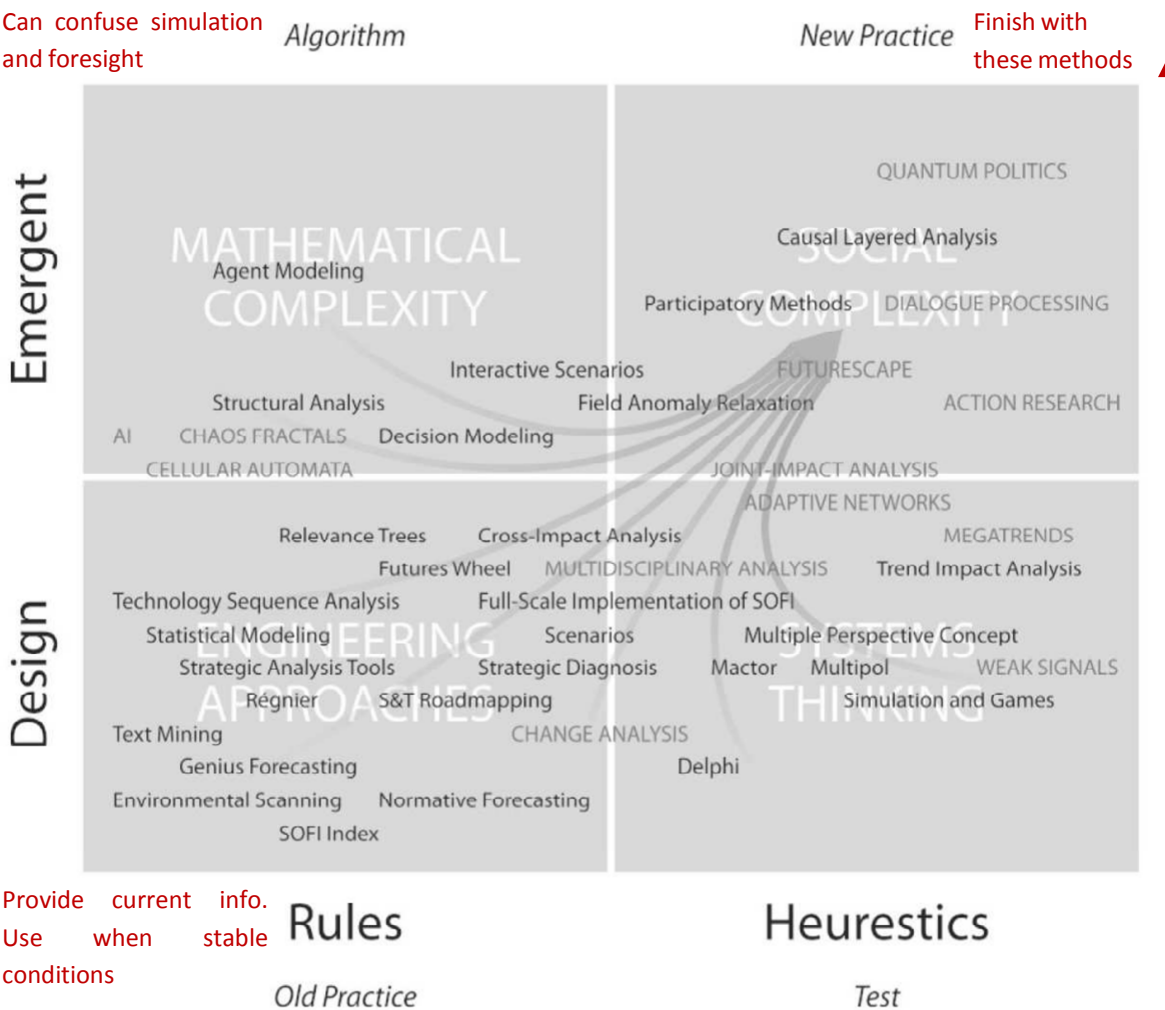 Can confuse simulation
and foresight
Algorithm
New Practice
Finish with
these methods
Emergent
QUANTUM POLITICS
MATHEMATICAL
COMPLEXITY
Agent Modeling
Causal Layered Analysis
SOCIAL
COMPLEXITY
Participatory Methods
DIALOGUE PROCESSING
Interactive Scenarios
FUTURESCAPE
Structural Analysis
Field Anomaly Relaxation
ACTION RESEARCH
AI
CHAOS FRACTALS
Decision Modeling
CELLULAR AUTOMATA
JOINT-IMPACT ANALYSIS
ADAPTIVE NETWORKS
Design
Relevance Trees
Cross-Impact Analysis
MEGATRENDS
Futures Wheel
MULTIDISCIPLINARY ANALYSIS
Trend Impact Analysis
Technology Sequence Analysis
Full-Scale Implementation of SOFI
ENGINEERING
APPROACHES
Statistical Modeling
Scenarios
Multiple Perspective Concept
SYSTEMS
THINKING
Strategic Analysis Tools
Strategic Diagnosis
Mactor
Multipol
WEAK SIGNALS
Régnier
S&T Roadmapping
Simulation and Games
Text Mining
CHANGE ANALYSIS
Genius Forecasting
Delphi
Environmental Scanning
Normative Forecasting
SOFI Index
Provide current info.
Use when stable
conditions
Rules
Heurestics
Old Practice
Test